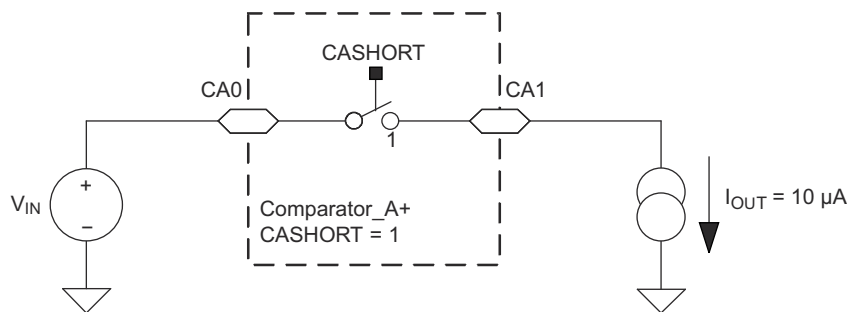 CASHORT
CA0
CA1
1
+
−
V_IN
Comparator_A+
CASHORT = 1
I_OUT = 10 µA